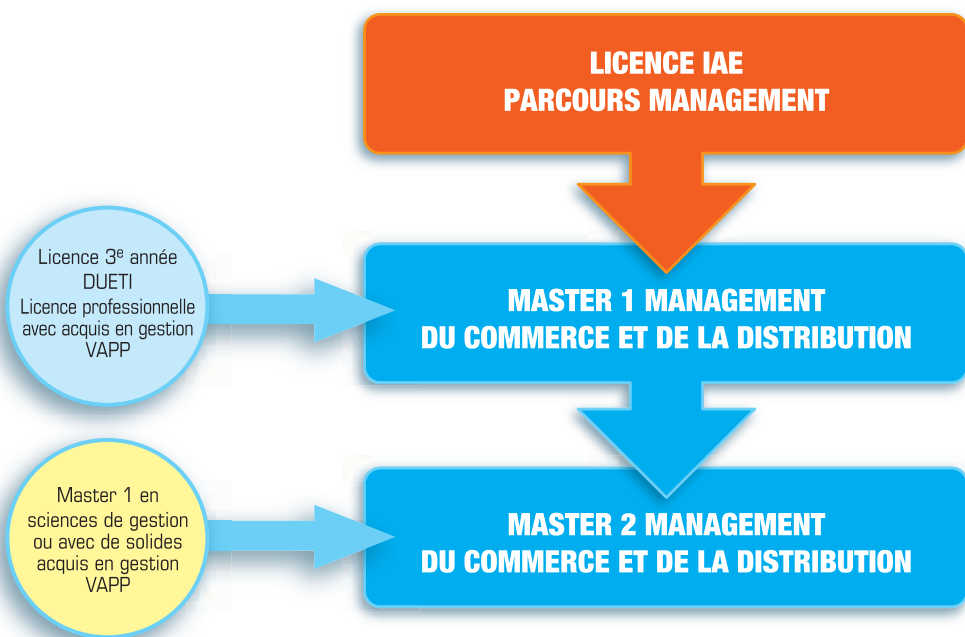 LICENCE IAE
PARCOURS MANAGEMENT
Licence 3e année
DUETI
Licence professionnelle
avec acquis en gestion
VAPP
MASTER 1 MANAGEMENT
DU COMMERCE ET DE LA DISTRIBUTION
Master 1 en
sciences de gestion
ou avec de solides
acquis en gestion
VAPP
MASTER 2 MANAGEMENT
DU COMMERCE ET DE LA DISTRIBUTION